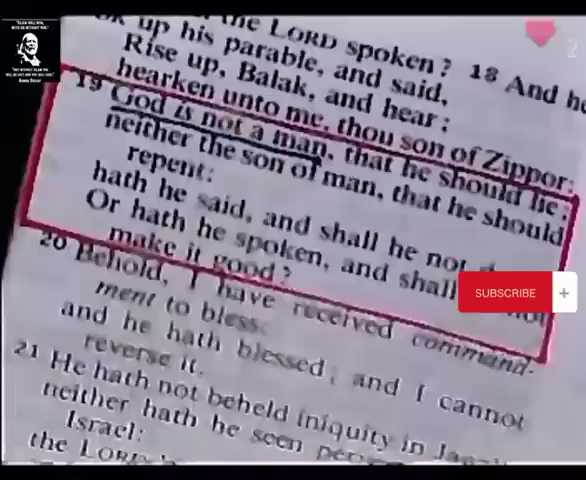 the LORD spoken? 18 And he
up his parable, and said,
Rise up, Balak, and hear;
hearken unto me, thou son of Zippor:
19 God is not a man, that he should lie;
neither the son of man, that he should
repent:
hath he said, and shall he not
Or hath he spoken, and shall not
make it good?
20 Behold, I have received command-
ment to bless:
and he hath blessed; and I cannot
reverse it.
21 He hath not beheld iniquity in
neither hath he seen
Israel:
the LORD
SUBSCRIBE +
2